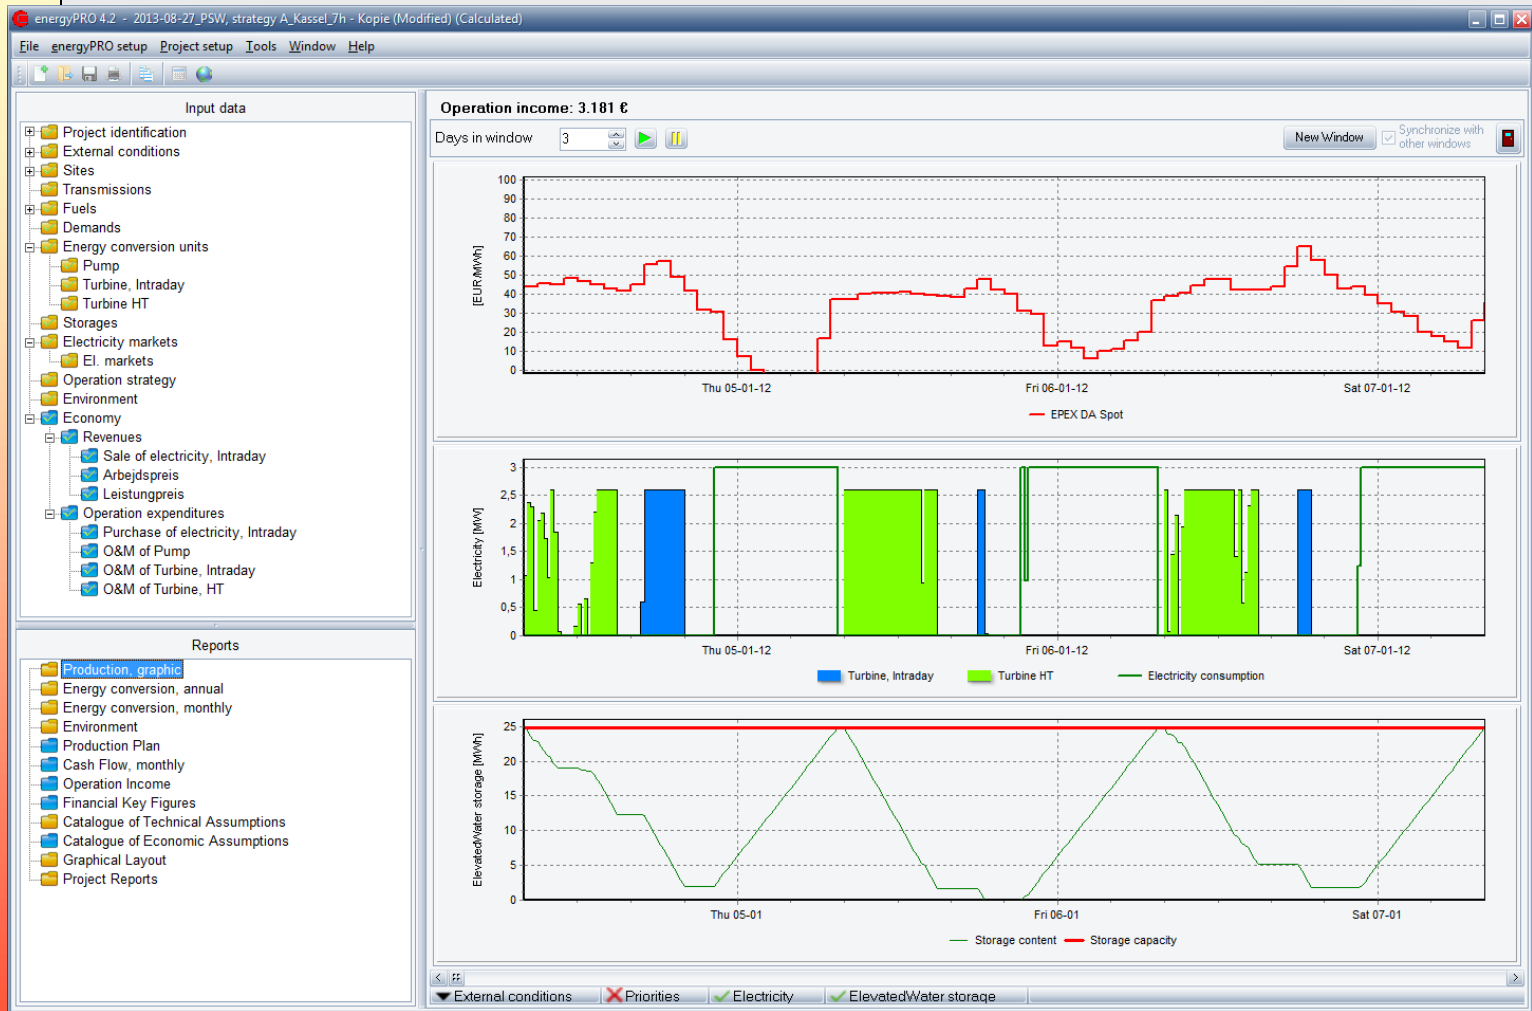 energyPRO 4.2 - 2013-08-27_PSW, strategy A_Kassel_7h - Kopie (Modified) (Calculated)
File energyPRO setup Project setup Tools Window Help
Input data
Project identification
External conditions
Sites
Transmissions
Fuels
Demands
Energy conversion units
Pump
Turbine, Intraday
Turbine HT
Storages
Electricity markets
El. markets
Operation strategy
Environment
Economy
Revenues
Sale of electricity, Intraday
Arbejdspreis
Leistungpreis
Operation expenditures
Purchase of electricity, Intraday
O&M of Pump
O&M of Turbine, Intraday
O&M of Turbine, HT
Reports
Production, graphic
Energy conversion, annual
Energy conversion, monthly
Environment
Production Plan
Cash Flow, monthly
Operation Income
Financial Key Figures
Catalogue of Technical Assumptions
Catalogue of Economic Assumptions
Graphical Layout
Project Reports
Operation income: 3.181 €
Days in window 3
New Window
Synchronize with
other windows
[EUR/MWh]
100
90
80
70
60
50
40
30
20
10
0
Thu 05-01-12 Fri 06-01-12 Sat 07-01-12
EPEX DA Spot
Electricity [MW]
3
2,5
2
1,5
1
0,5
0
Thu 05-01-12 Fri 06-01-12 Sat 07-01-12
Turbine, Intraday Turbine HT Electricity consumption
ElevatedWater storage [MWh]
25
20
15
10
5
0
Thu 05-01 Fri 06-01 Sat 07-01
Storage content Storage capacity
External conditions Priorities Electricity ElevatedWater storage